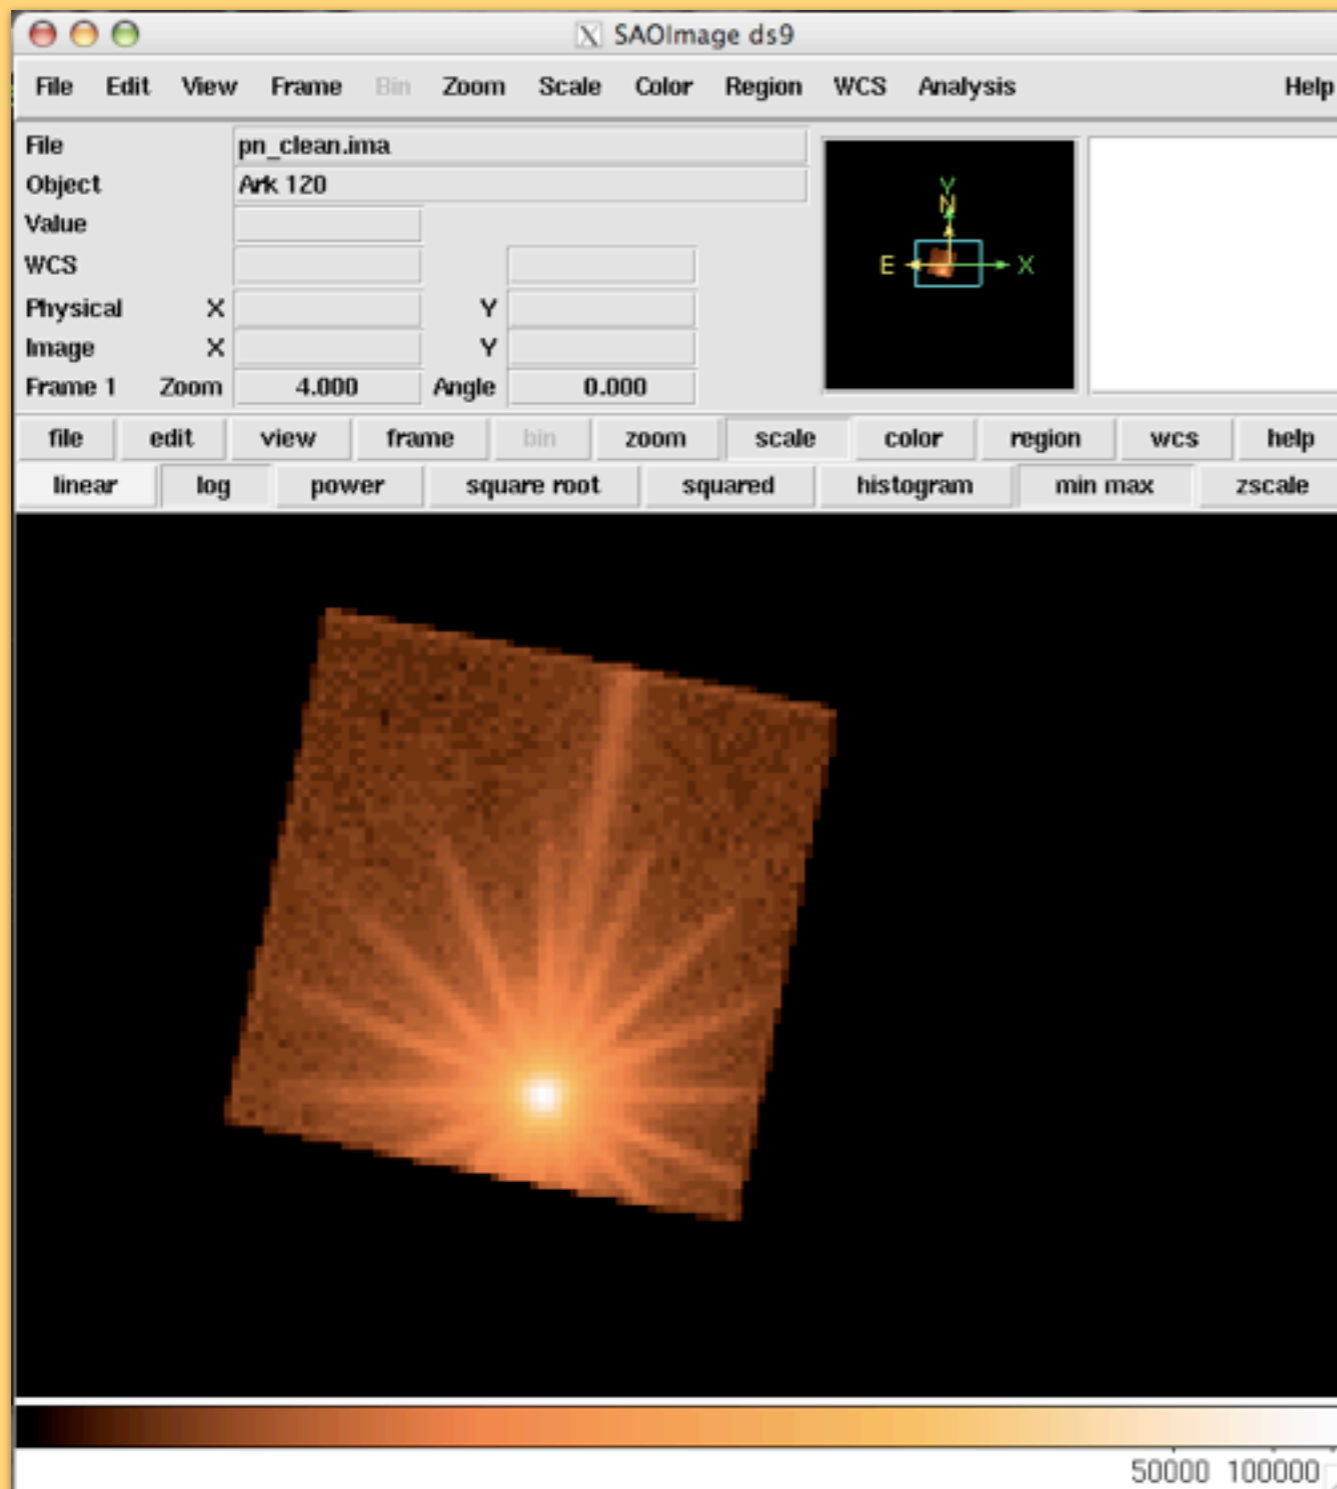 X SAOImage ds9
File Edit View Frame Bin Zoom Scale Color Region WCS Analysis Help
File pn_clean.ima
Object Ark 120
Value
WCS
Physical X Y
Image X Y
Frame 1 Zoom 4.000 Angle 0.000
Y
N
E X
file edit view frame bin zoom scale color region wcs help
linear log power square root squared histogram min max zscale
50000 100000